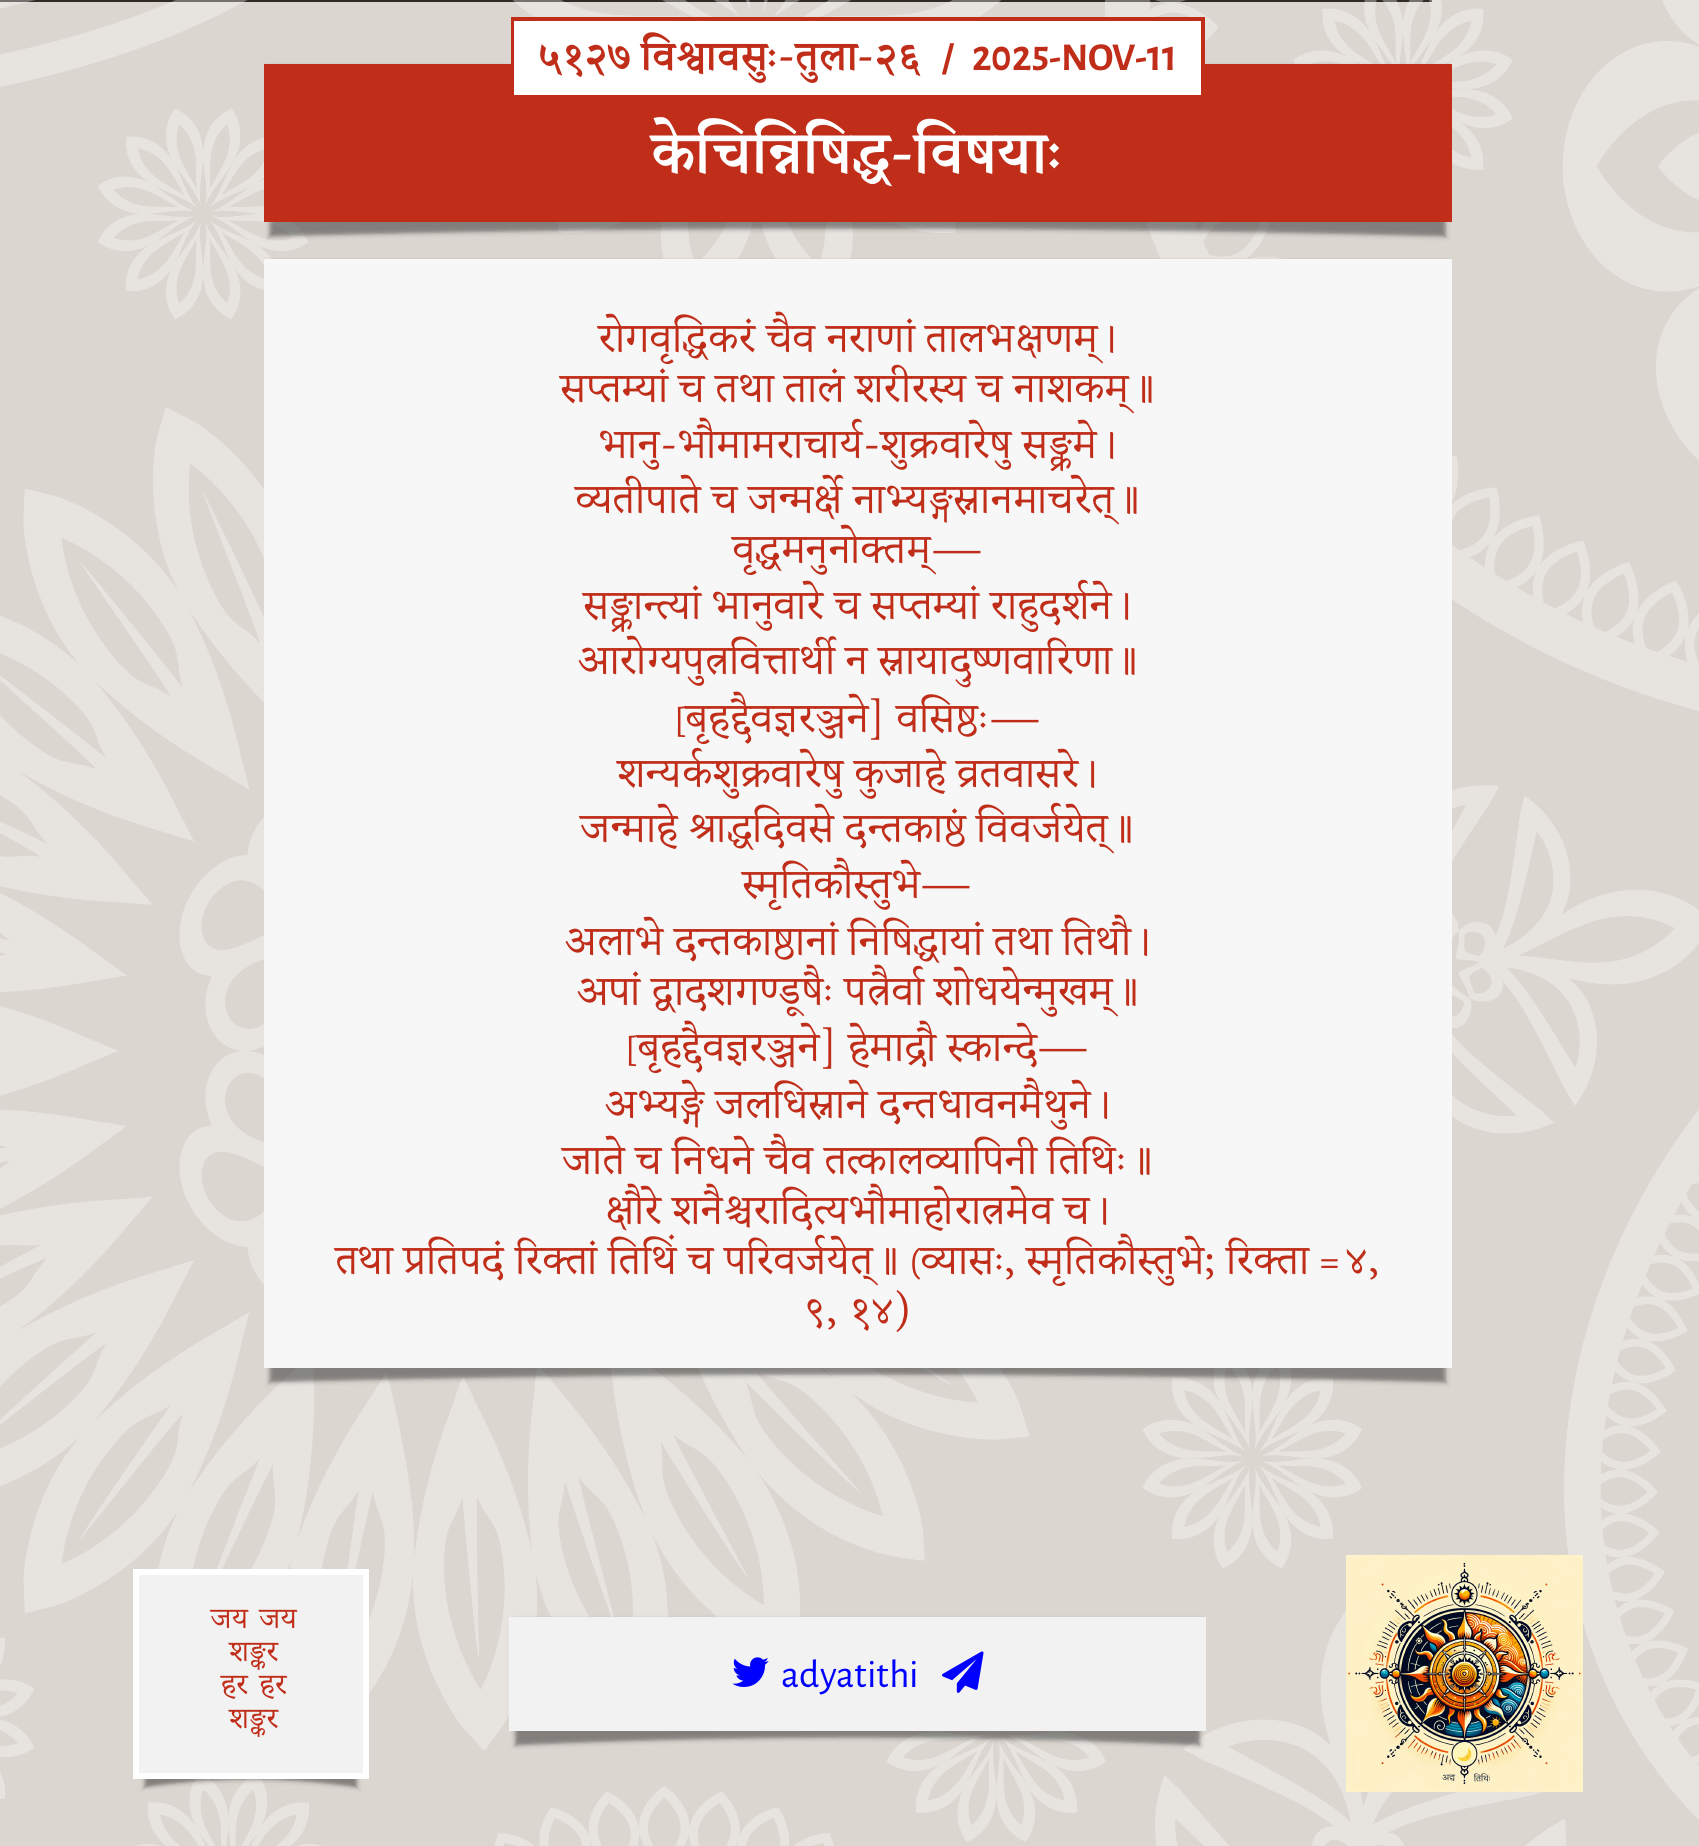 ५१२७ विश्वावसुः-तुला-२६ / 2025-NOV-11
केचिन्निषिद्ध-विषयाः
रोगवृद्धिकरं चैव नराणां तालभक्षणम्।
सप्तम्यां च तथा तालं शरीरस्य च नाशकम्॥
भानु-भौमामराचार्य-शुक्रवारेषु सङ्क्रमे।
व्यतीपाते च जन्मर्क्षे नाभ्यङ्गस्नानमाचरेत्॥
वृद्धमनुनोक्तम्—
सङ्क्रान्त्यां भानुवारे च सप्तम्यां राहुदर्शने।
आरोग्यपुत्रवित्तार्थी न स्नायादुष्णवारिणा॥
[बृहद्दैवज्ञरञ्जने] वसिष्ठः—
शन्यर्कशुक्रवारेषु कुजाहे व्रतवासरे।
जन्माहे श्राद्धदिवसे दन्तकाष्ठं विवर्जयेत्॥
स्मृतिकौस्तुभे—
अलाभे दन्तकाष्ठानां निषिद्धायां तथा तिथौ।
अपां द्वादशगण्डूषैः पत्रैर्वा शोधयेन्मुखम्॥
[बृहद्दैवज्ञरञ्जने] हेमाद्रौ स्कान्दे—
अभ्यङ्गे जलधिस्नाने दन्तधावनमैथुने।
जाते च निधने चैव तत्कालव्यापिनी तिथिः॥
क्षौरे शनैश्चरादित्यभौमाहोरात्रमेव च।
तथा प्रतिपदं रिक्तां तिथिं च परिवर्जयेत्॥ (व्यासः, स्मृतिकौस्तुभे; रिक्ता = ४,
९, १४)
जय जय
शङ्कर
हर हर
शङ्कर
adyatithi
अद्य तिथिः